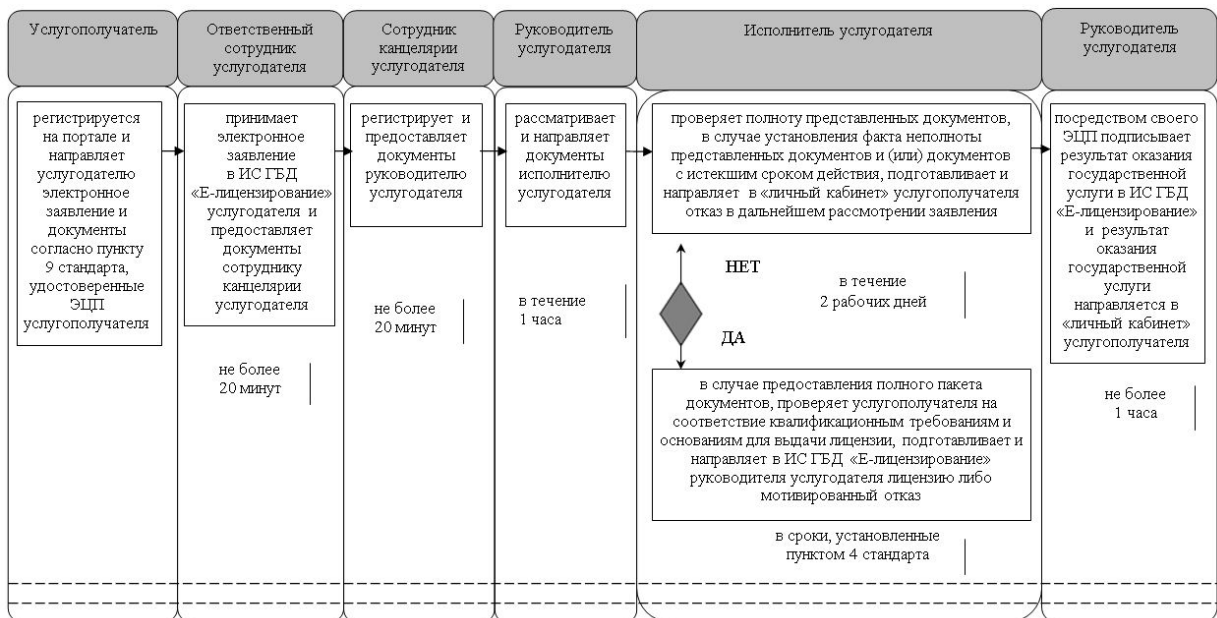 Услугополучатель
Ответственный
сотрудник
услугодателя
Сотрудник
канцелярии
услугодателя
Руководитель
услугодателя
Исполнитель услугодателя
Руководитель
услугодателя
регистрируется
на портале и
направляет
услугодателю
электронное
заявление и
документы
согласно пункту
9 стандарта,
удостоверенные
ЭЦП
услугополучателя
принимает
электронное
заявление
в ИС ГБД
«Е-лицензирование»
услугодателя и
предоставляет
документы
сотруднику
канцелярии
услугодателя
не более
20 минут
регистрирует и
предоставляет
документы
руководителю
услугодателя
не более
20 минут
рассматривает
и направляет
документы
исполнителю
услугодателя
в течение
1 часа
проверяет полноту представленных документов,
в случае установления факта неполноты
представленных документов и (или) документов
с истекшим сроком действия, подготавливает и
направляет в «личный кабинет» услугополучателя
отказ в дальнейшем рассмотрении заявления
НЕТ
в течение
2 рабочих дней
ДА
в случае предоставления полного пакета
документов, проверяет услугополучателя на
соответствие квалификационным требованиям и
основаниям для выдачи лицензии, подготавливает и
направляет в ИС ГБД «Е-лицензирование»
руководителя услугодателя лицензию либо
мотивированный отказ
в сроки, установленные
пунктом 4 стандарта
посредством своего
ЭЦП подписывает
результат оказания
государственной
услуги в ИС ГБД
«Е-лицензирование»
и результат
оказания
государственной
услуги
направляется в
«личный кабинет»
услугополучателя
не более
1 часа